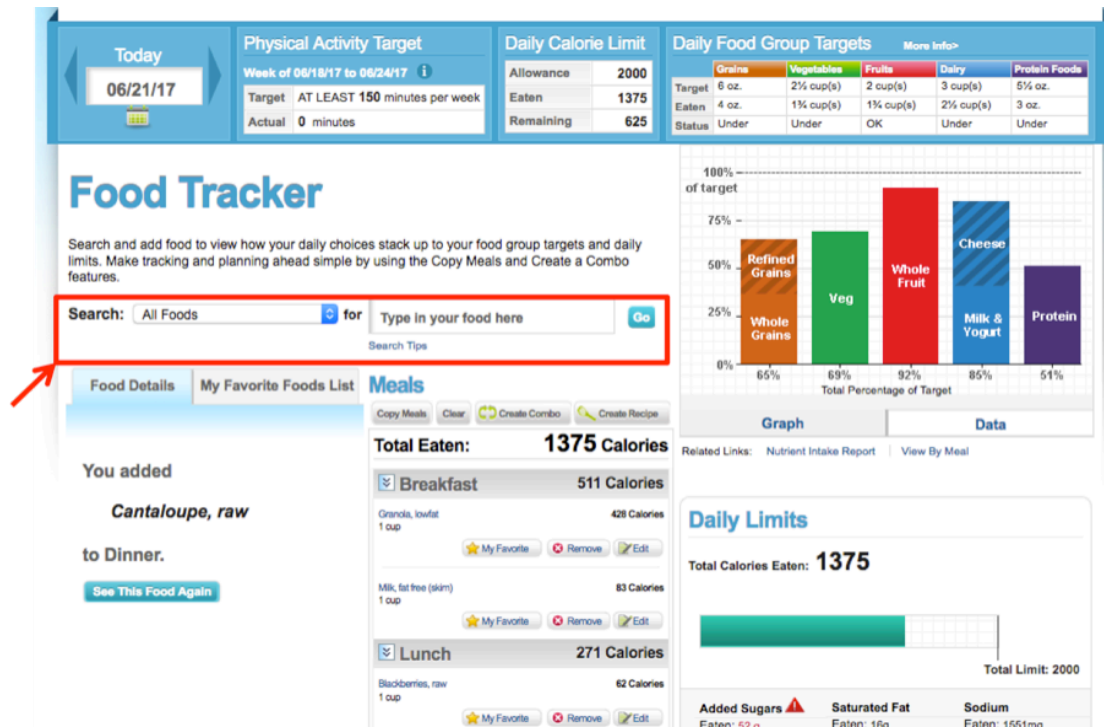 Today
06/21/17
Physical Activity Target
Week of 06/18/17 to 06/24/17 i
Target AT LEAST 150 minutes per week
Actual 0 minutes
Daily Calorie Limit
Allowance 2000
Eaten 1375
Remaining 625
Daily Food Group Targets More Info>
Grains Vegetables Fruits Dairy Protein Foods
Target 6 oz. 2½ cup(s) 2 cup(s) 3 cup(s) 5½ oz.
Eaten 4 oz. 1¾ cup(s) 1¾ cup(s) 2½ cup(s) 3 oz.
Status Under Under OK Under Under
Food Tracker
Search and add food to view how your daily choices stack up to your food group targets and daily
limits. Make tracking and planning ahead simple by using the Copy Meals and Create a Combo
features.
Search: All Foods for Type in your food here Go
Search Tips
Food Details My Favorite Foods List
You added
Cantaloupe, raw
to Dinner.
See This Food Again
Meals
Copy Meals Clear Create Combo Create Recipe
Total Eaten: 1375 Calories
Breakfast 511 Calories
Granola, lowfat 428 Calories
1 cup
My Favorite Remove Edit
Milk, fat free (skim) 83 Calories
1 cup
My Favorite Remove Edit
Lunch 271 Calories
Blackberries, raw 62 Calories
1 cup
My Favorite Remove Edit
100%
of target
75%
50%
25%
0%
Refined
Grains
Whole
Grains
Veg
Whole
Fruit
Cheese
Milk &
Yogurt
Protein
65% 69% 92% 85% 51%
Total Percentage of Target
Graph Data
Related Links: Nutrient Intake Report View By Meal
Daily Limits
Total Calories Eaten: 1375
Total Limit: 2000
Added Sugars Saturated Fat Sodium
Eaten: 52 g Eaten: 16g Eaten: 1551mg